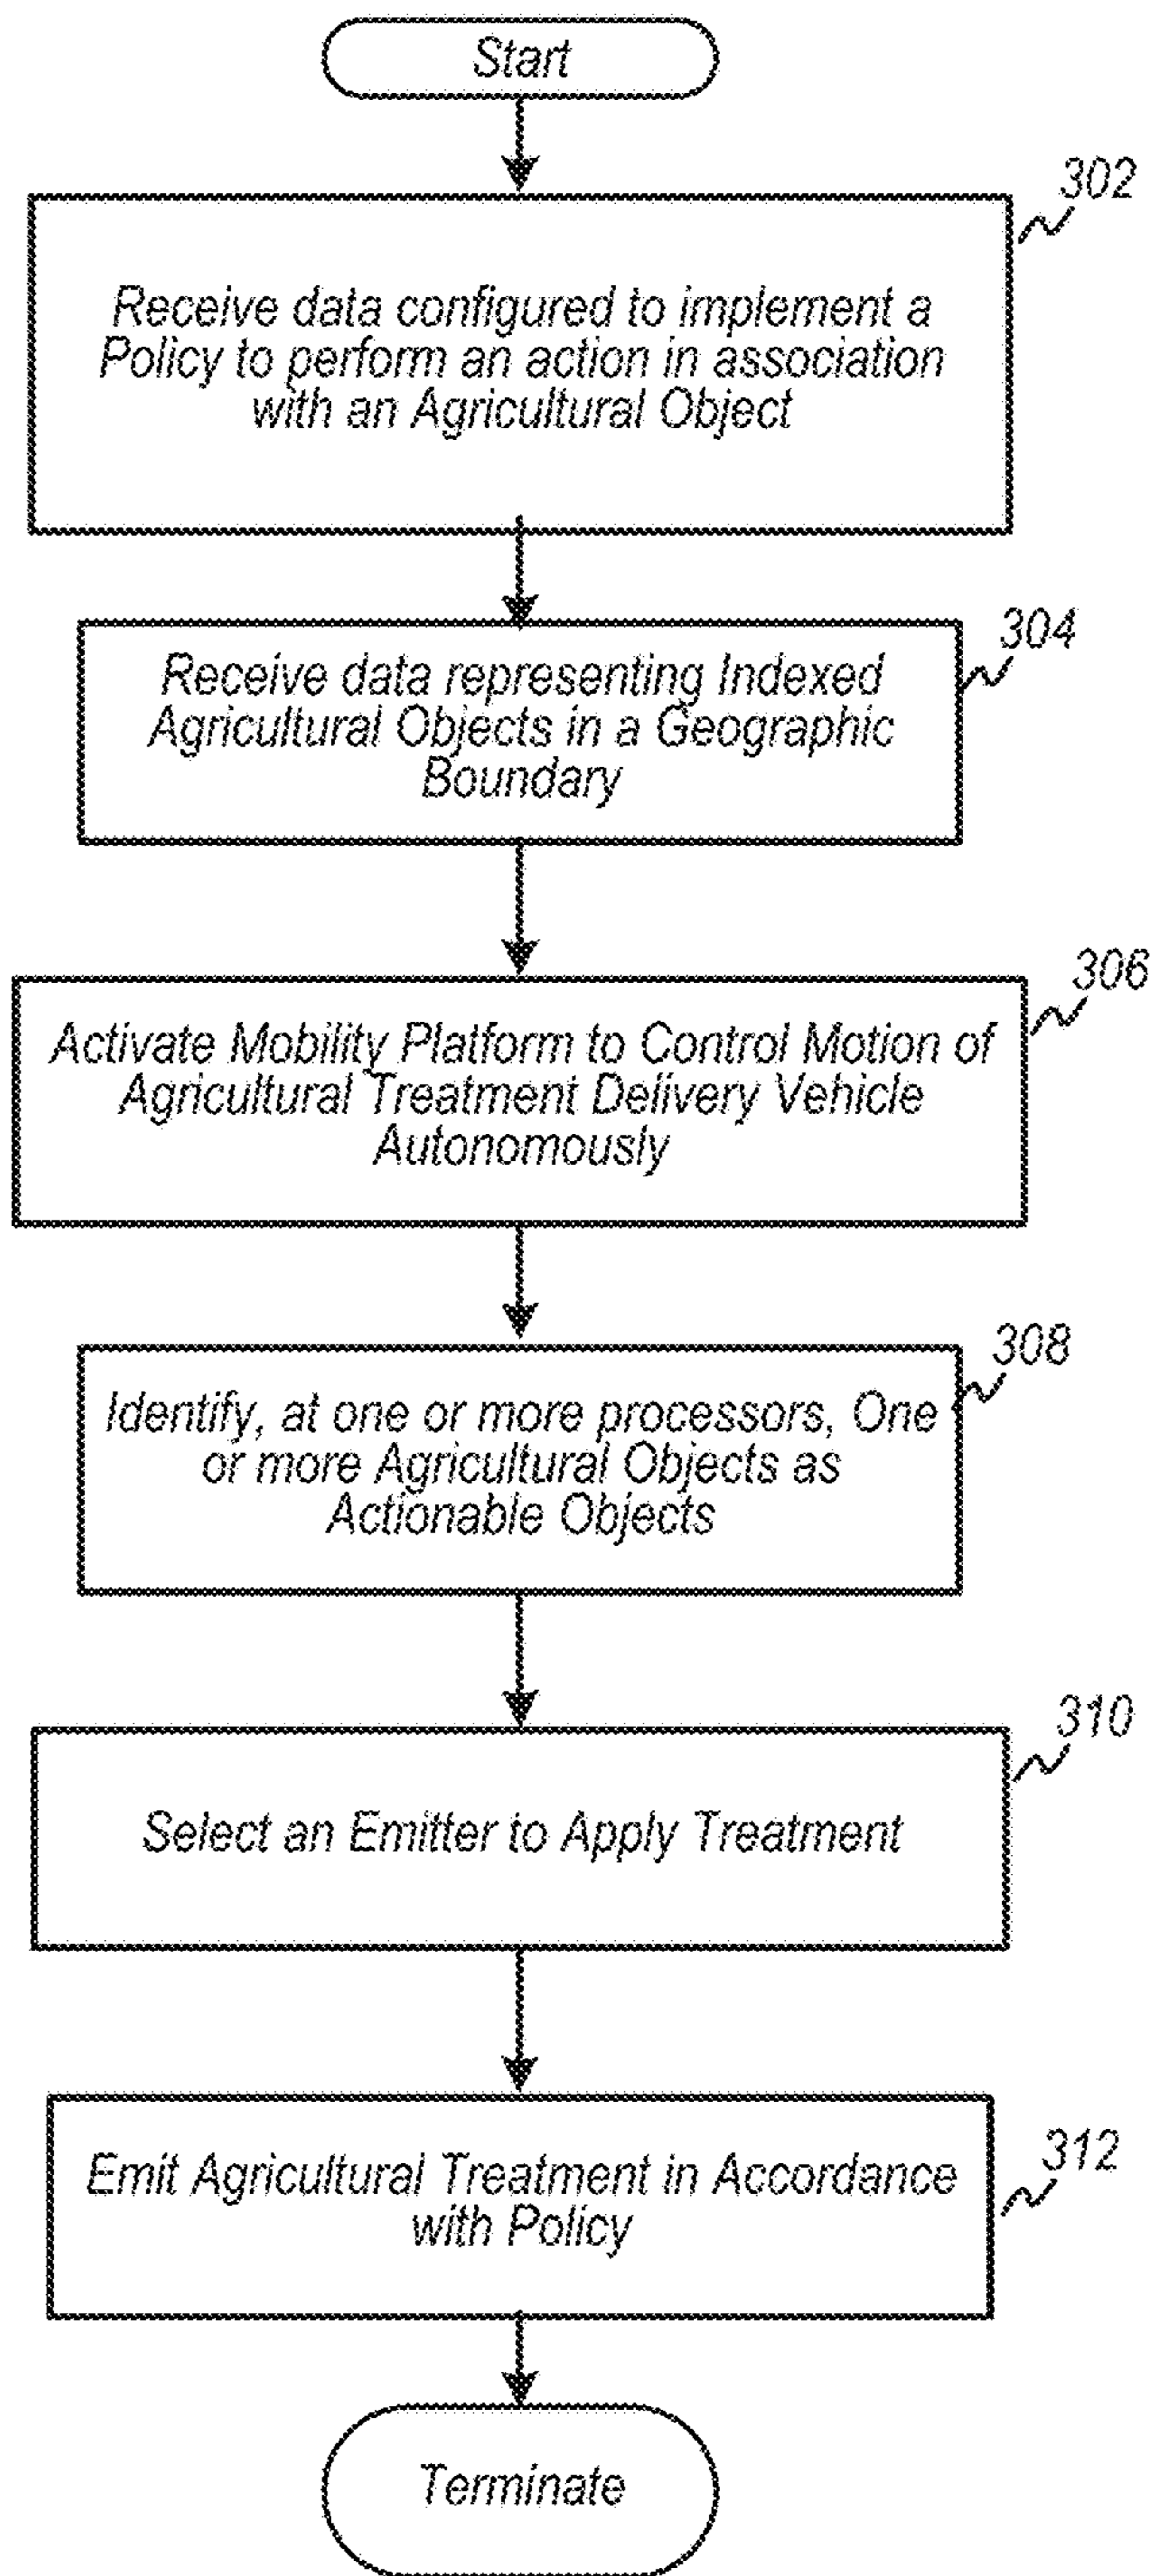 Start
302
Receive data configured to implement a
Policy to perform an action in association
with an Agricultural Object
304
Receive data representing Indexed
Agricultural Objects in a Geographic
Boundary
306
Activate Mobility Platform to Control Motion of
Agricultural Treatment Delivery Vehicle
Autonomously
308
Identify, at one or more processors, One
or more Agricultural Objects as
Actionable Objects
310
Select an Emitter to Apply Treatment
312
Emit Agricultural Treatment in Accordance
with Policy
Terminate